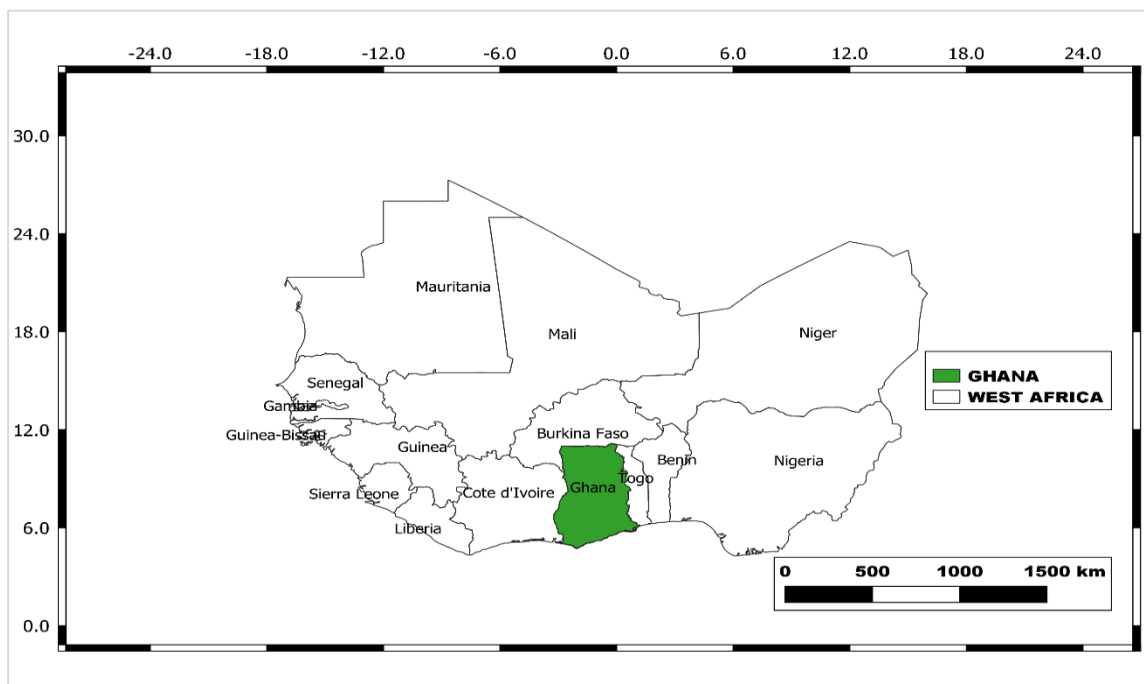 -24.0 -18.0 -12.0 -6.0 0.0 6.0 12.0 18.0 24.0
30.0
24.0
18.0
12.0
6.0
0.0
Mauritania
Mali
Niger
Senegal
Gambia
Guinea-Bissau
Guinea
Burkina Faso
Benin
Nigeria
Togo
Ghana
Sierra Leone
Cote d'Ivoire
Liberia
GHANA
WEST AFRICA
0 500 1000 1500 km